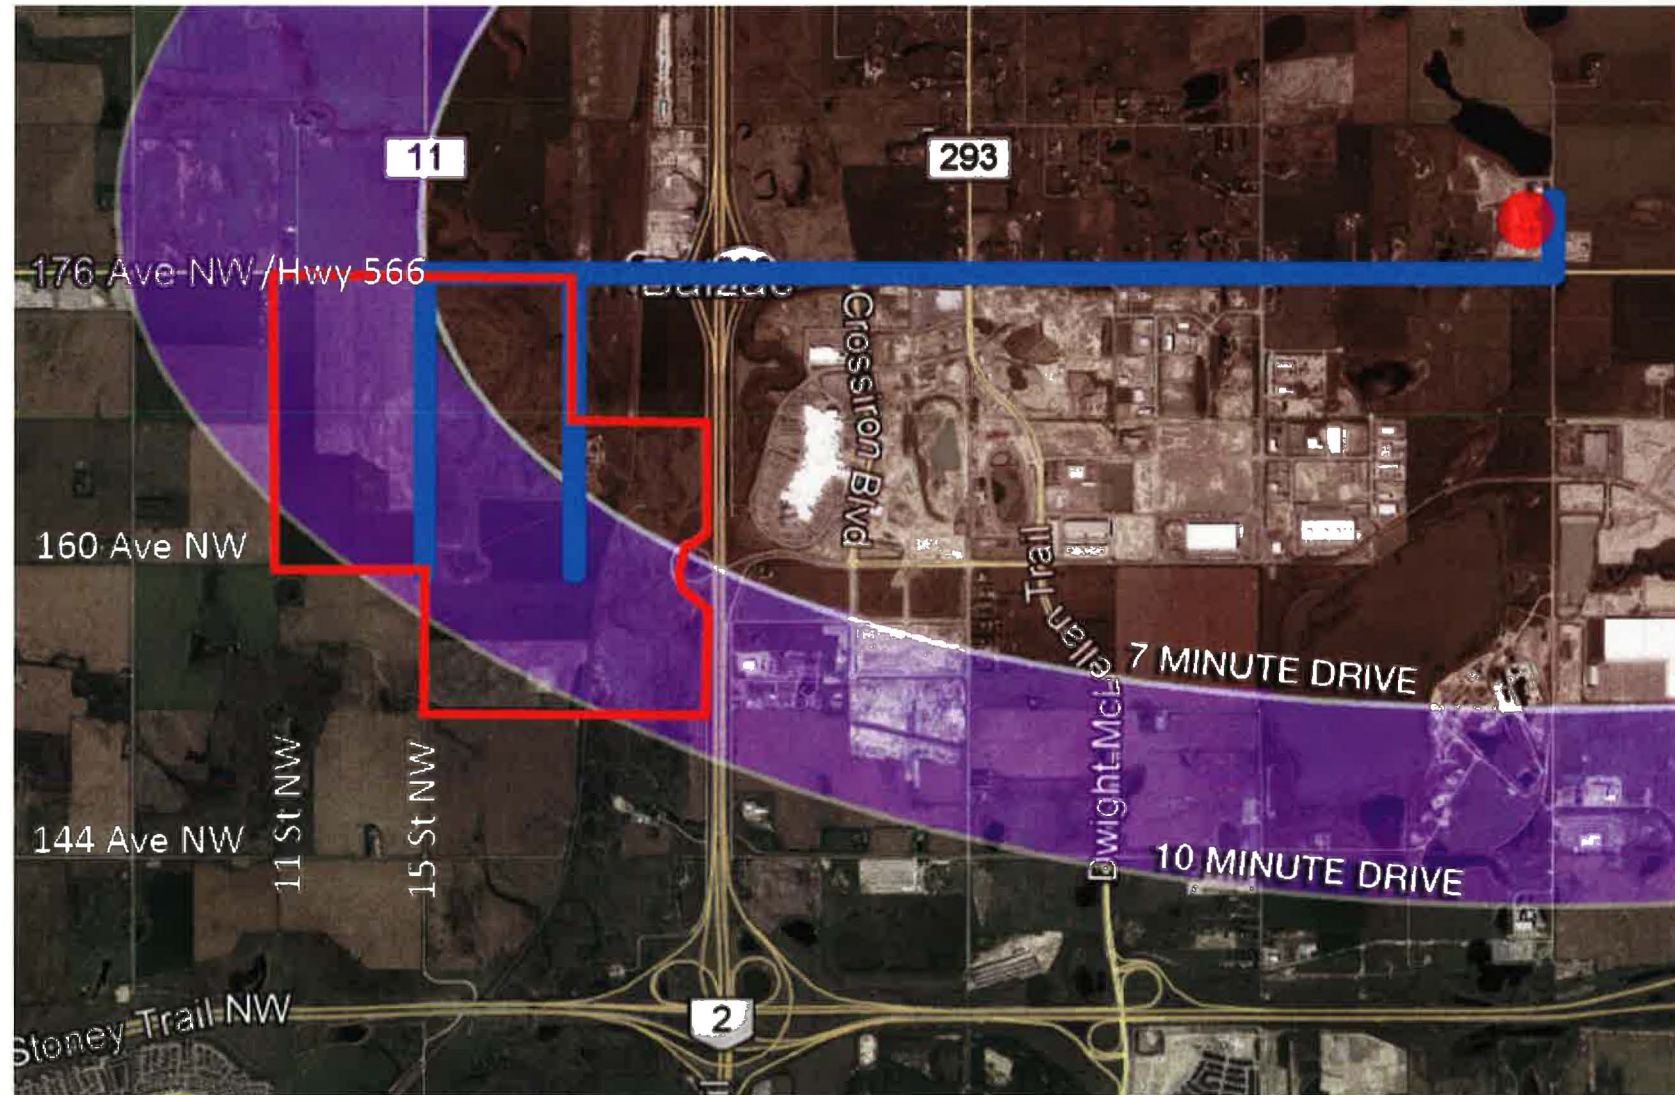 11
293
176 Ave NW/Hwy 566
Balzac
CrossIron Blvd
160 Ave NW
Trail
Dwight McLellan
7 MINUTE DRIVE
11 St NW
15 St NW
144 Ave NW
10 MINUTE DRIVE
Stoney Trail NW
2